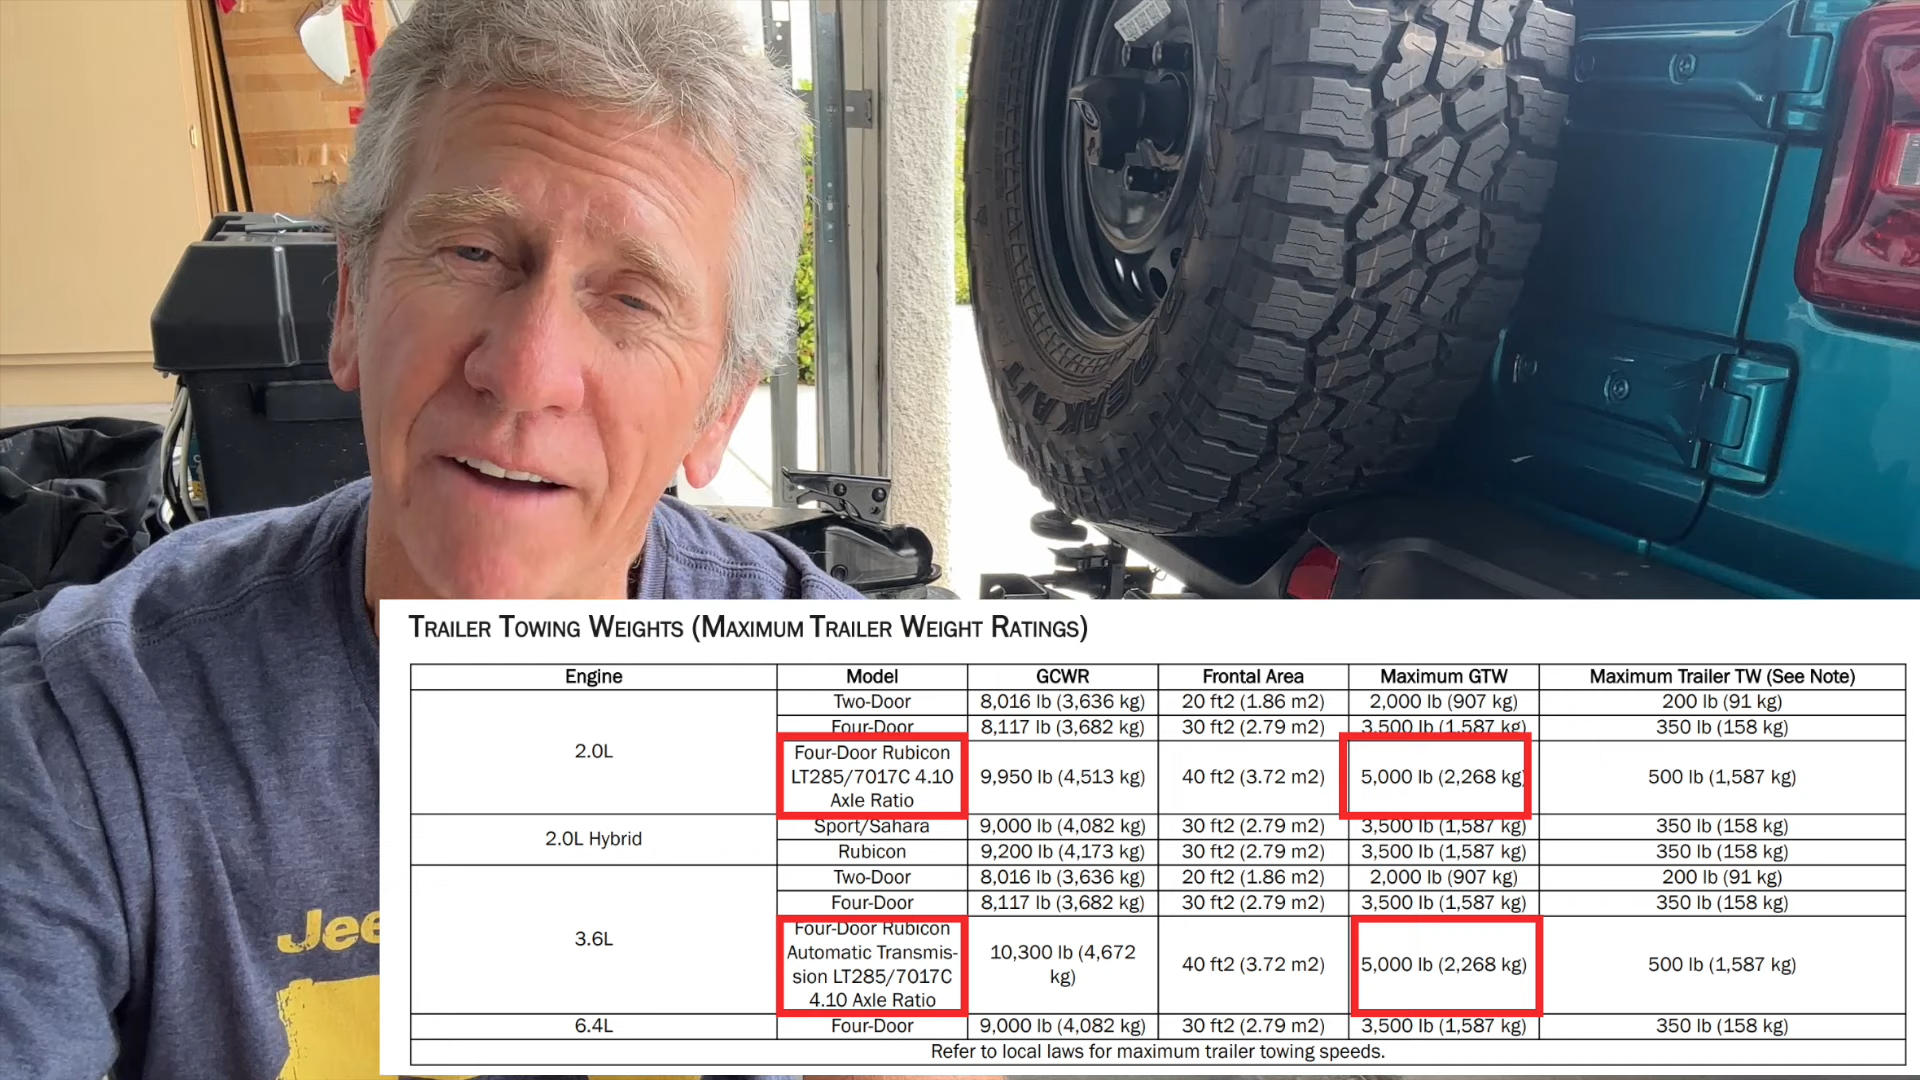 PEAK A/T
Jee
TRAILER TOWING WEIGHTS (MAXIMUM TRAILER WEIGHT RATINGS)
Engine Model GCWR Frontal Area Maximum GTW Maximum Trailer TW (See Note)
2.0L
Two-Door 8,016 lb (3,636 kg) 20 ft2 (1.86 m2) 2,000 lb (907 kg) 200 lb (91 kg)
Four-Door 8,117 lb (3,682 kg) 30 ft2 (2.79 m2) 3,500 lb (1,587 kg) 350 lb (158 kg)
Four-Door Rubicon
LT285/7017C 4.10
Axle Ratio
9,950 lb (4,513 kg) 40 ft2 (3.72 m2) 5,000 lb (2,268 kg) 500 lb (1,587 kg)
2.0L Hybrid
Sport/Sahara 9,000 lb (4,082 kg) 30 ft2 (2.79 m2) 3,500 lb (1,587 kg) 350 lb (158 kg)
Rubicon 9,200 lb (4,173 kg) 30 ft2 (2.79 m2) 3,500 lb (1,587 kg) 350 lb (158 kg)
3.6L
Two-Door 8,016 lb (3,636 kg) 20 ft2 (1.86 m2) 2,000 lb (907 kg) 200 lb (91 kg)
Four-Door 8,117 lb (3,682 kg) 30 ft2 (2.79 m2) 3,500 lb (1,587 kg) 350 lb (158 kg)
Four-Door Rubicon
Automatic Transmis-
sion LT285/7017C
4.10 Axle Ratio
10,300 lb (4,672
kg)
40 ft2 (3.72 m2) 5,000 lb (2,268 kg) 500 lb (1,587 kg)
6.4L Four-Door 9,000 lb (4,082 kg) 30 ft2 (2.79 m2) 3,500 lb (1,587 kg) 350 lb (158 kg)
Refer to local laws for maximum trailer towing speeds.